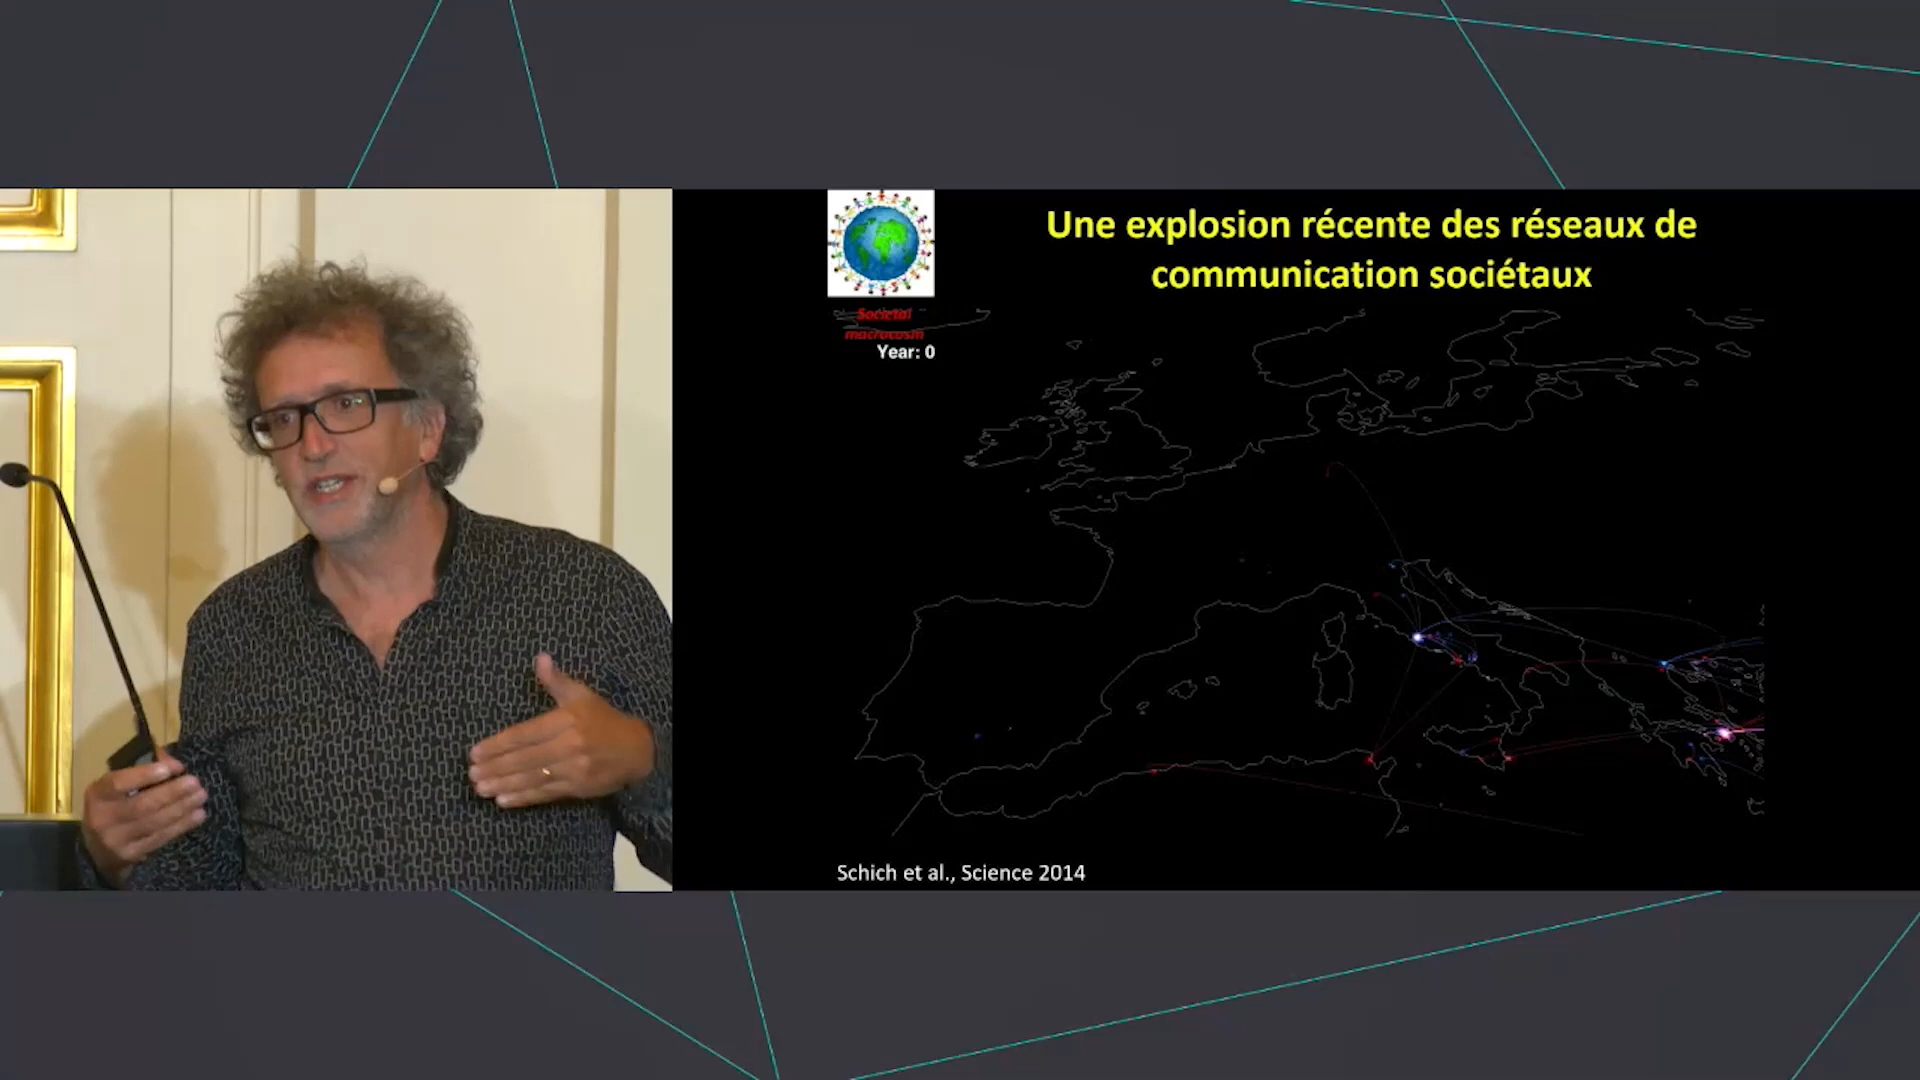 Une explosion récente des réseaux de
communication sociétaux
Societal
macrocosm
Year: 0
Schich et al., Science 2014